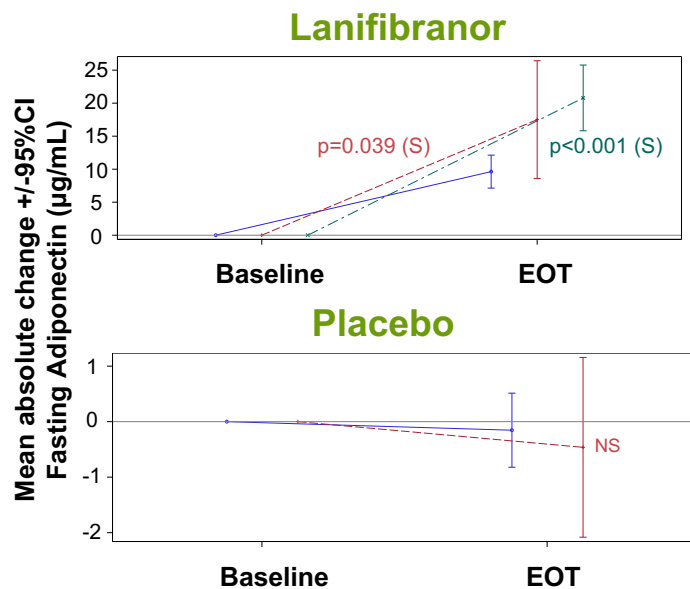 Lanifibranor
Mean absolute change +/-95%CI
Fasting Adiponectin (µg/mL)
25
20
15
10
5
0
p=0.039 (S)
p<0.001 (S)
Baseline
EOT
Placebo
1
0
-1
-2
NS
Baseline
EOT